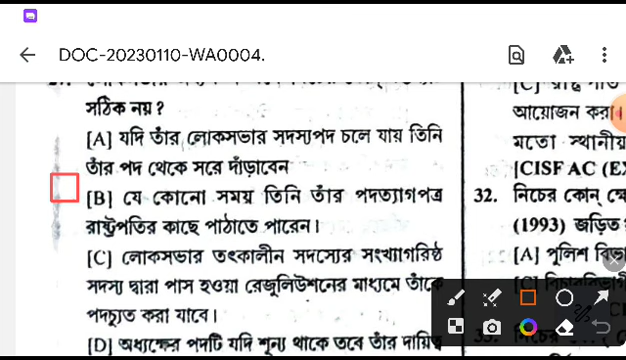 DOC-20230110-WA0004.
সঠিক নয় ?
[A] যদি তাঁর লোকসভার সদস্যপদ চলে যায় তিনি
তাঁর পদ থেকে সরে দাঁড়াবেন
[B] যে কোনো সময় তিনি তাঁর পদত্যাগপত্র
রাষ্ট্রপতির কাছে পাঠাতে পারেন।
[C] লোকসভার তৎকালীন সদস্যের সংখ্যাগরিষ্ঠ
সদস্য দ্বারা পাস হওয়া রেজুলিউশনের মাধ্যমে তাঁকে
পদচ্যুত করা যাবে।
[D] অধ্যক্ষের পদটি যদি শূন্য থাকে তবে তাঁর
[C]
আয়োজন করা।
মতো স্থানীয়
[CISF AC (EX
32. নিচের কোন্
(1993) জড়িত
[A] পুলিশ
[C]
33. নিচের